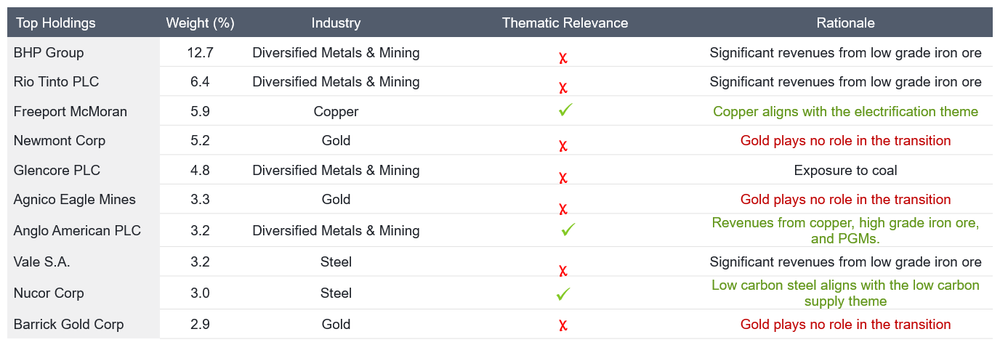 Top Holdings Weight (%) Industry Thematic Relevance Rationale
BHP Group 12.7 Diversified Metals & Mining Significant revenues from low grade iron ore
Rio Tinto PLC 6.4 Diversified Metals & Mining Significant revenues from low grade iron ore
Freeport McMoran 5.9 Copper Copper aligns with the electrification theme
Newmont Corp 5.2 Gold Gold plays no role in the transition
Glencore PLC 4.8 Diversified Metals & Mining Exposure to coal
Agnico Eagle Mines 3.3 Gold Gold plays no role in the transition
Anglo American PLC 3.2 Diversified Metals & Mining Revenues from copper, high grade iron ore,
and PGMs.
Vale S.A. 3.2 Steel Significant revenues from low grade iron ore
Nucor Corp 3.0 Steel Low carbon steel aligns with the low carbon
supply theme
Barrick Gold Corp 2.9 Gold Gold plays no role in the transition